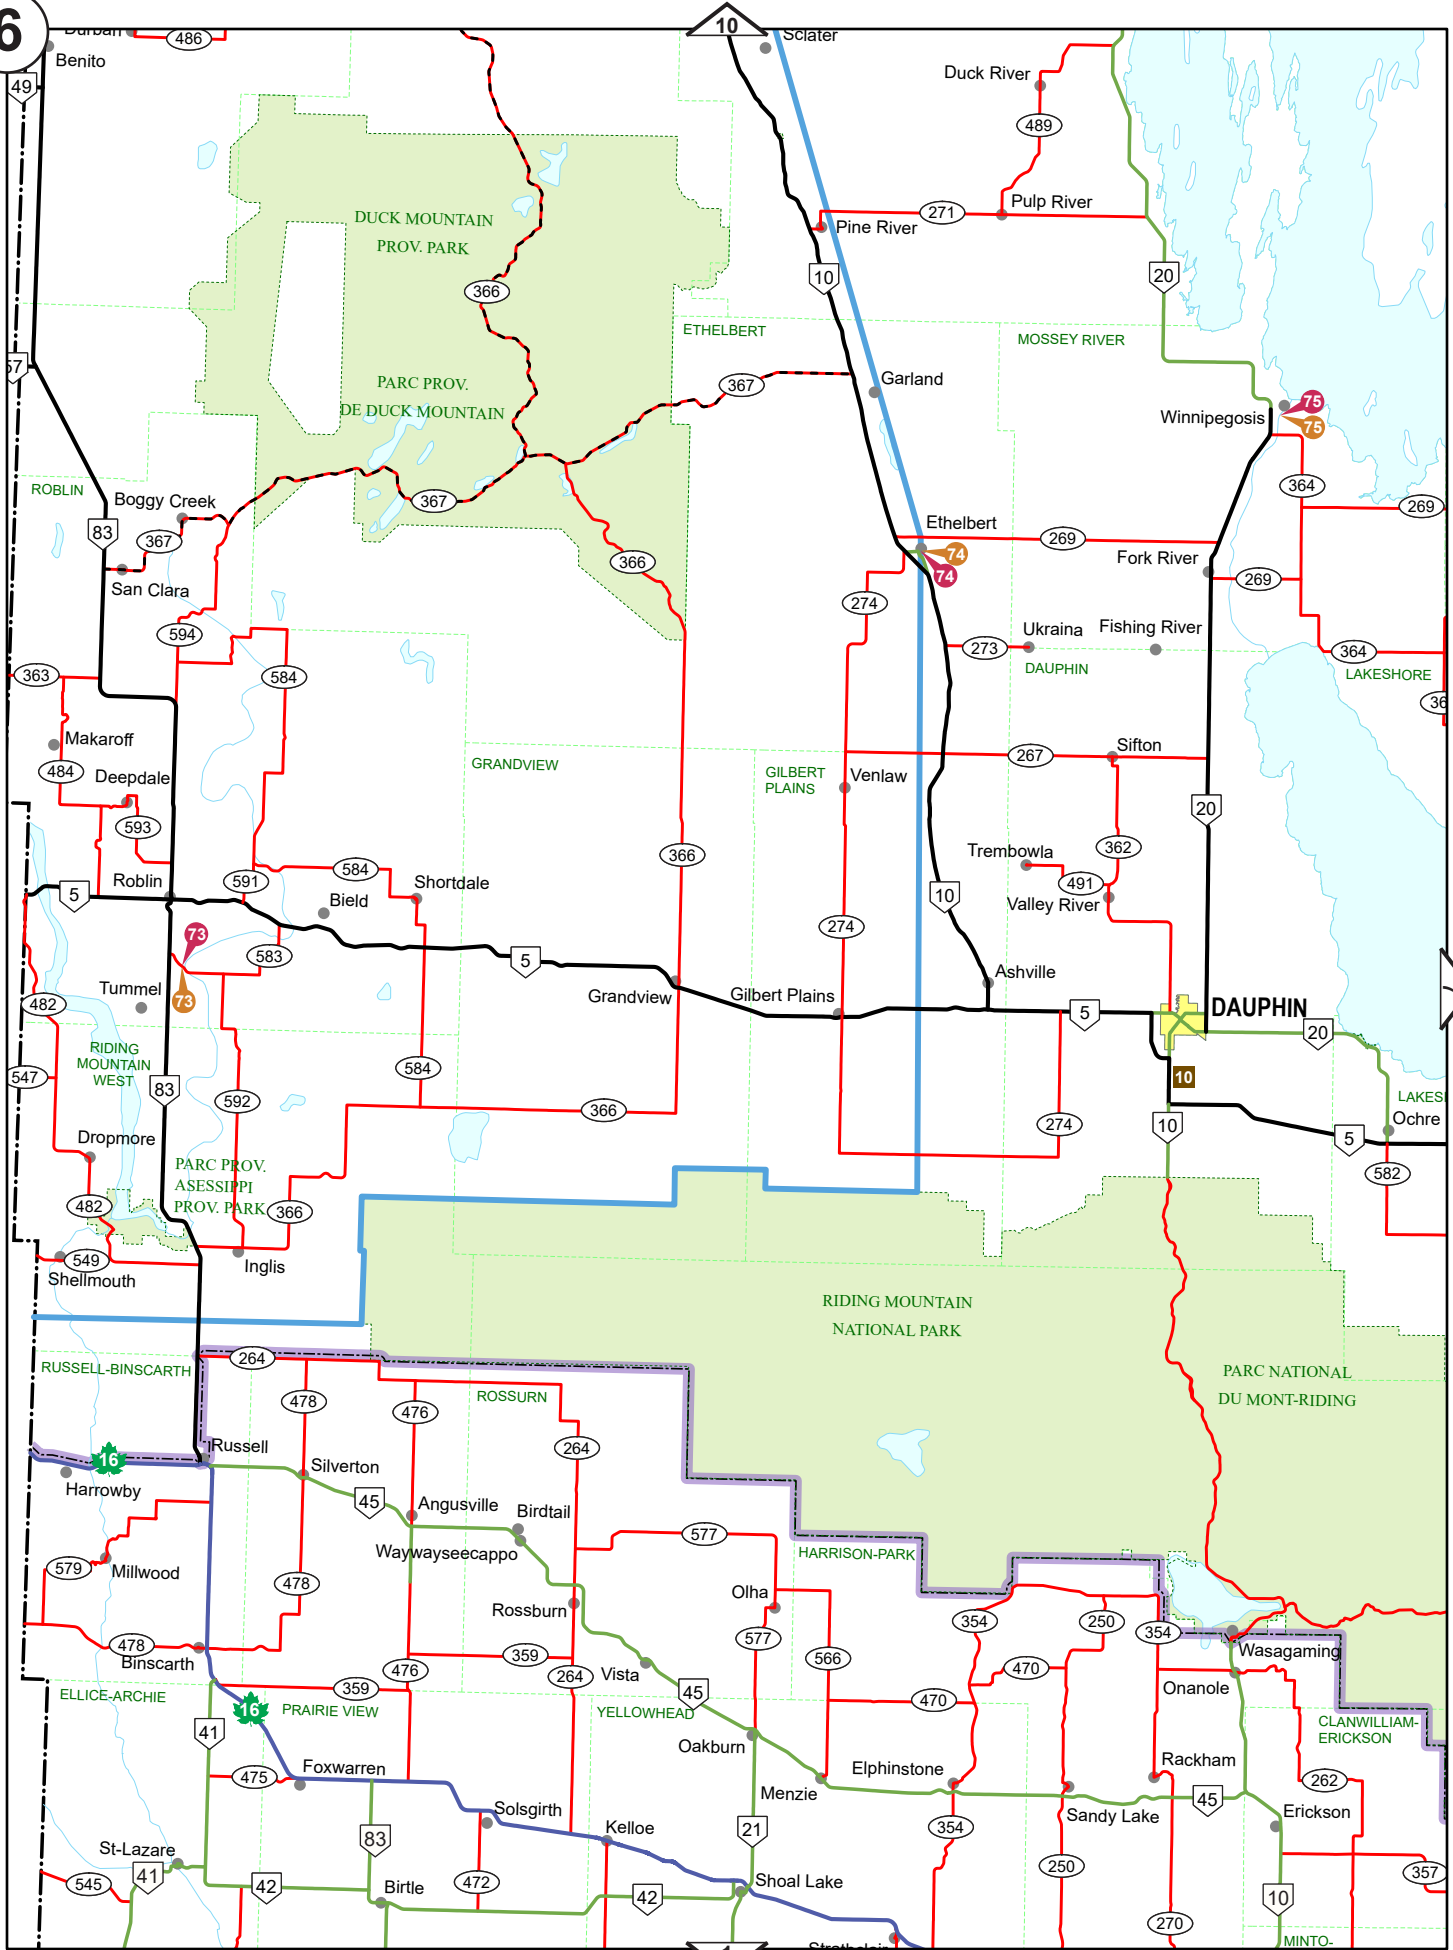 6
10
Durban
486
Benito
49
Sclater
Duck River
489
DUCK MOUNTAIN
PROV. PARK
271
Pulp River
Pine River
10
20
366
ETHELBERT
MOSSEY RIVER
57
PARC PROV.
DE DUCK MOUNTAIN
367
Garland
75
Winnipegosis
75
ROBLIN
Boggy Creek
367
364
269
83
367
Ethelbert
269
74
74
Fork River
269
San Clara
366
274
594
273
Ukraina
Fishing River
DAUPHIN
364
LAKESHORE
363
584
36
Makaroff
484
Deepdale
GRANDVIEW
GILBERT
PLAINS
Venlaw
267
Sifton
593
20
366
Trembowla
362
491
Valley River
Roblin
5
591
584
Shortdale
Bield
10
274
73
583
5
Ashville
482
Tummel
73
Grandview
Gilbert Plains
5
DAUPHIN
20
RIDING
MOUNTAIN
WEST
547
83
592
584
366
10
274
10
LAKES
Ochre
5
Dropmore
PARC PROV.
ASESSIPPI
PROV. PARK
482
366
582
549
Shellmouth
Inglis
RIDING MOUNTAIN
NATIONAL PARK
RUSSELL-BINSCARTH
264
478
476
ROSSURN
PARC NATIONAL
DU MONT-RIDING
264
16
Russell
Harrowby
Silverton
45
Angusville
Birdtail
Waywayseecappo
577
HARRISON-PARK
579
Millwood
478
Rossburn
Olha
354
250
354
478
Binscarth
577
359
476
264
Vista
566
470
Wasagaming
Onanole
ELLICE-ARCHIE
359
16
PRAIRIE VIEW
45
YELLOWHEAD
470
41
Oakburn
CLANWILLIAM-
ERICKSON
475
Foxwarren
Menzie
Elphinstone
Rackham
262
Sandy Lake
45
Erickson
Solsgirth
Kelloe
21
354
83
St-Lazare
41
545
42
Birtle
472
42
Shoal Lake
250
357
10
270
Strathclair
MINTO-